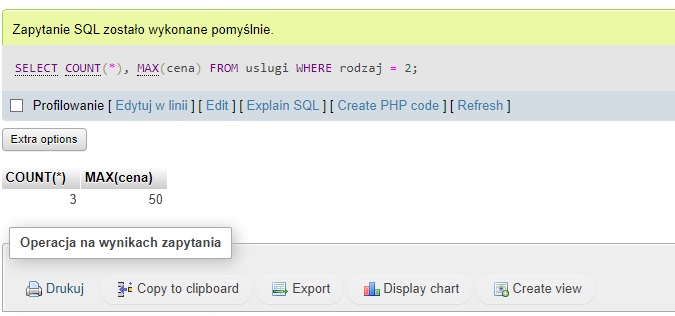 Zapytanie SQL zostało wykonane pomyślnie.
SELECT COUNT(*), MAX(cena) FROM uslugi WHERE rodzaj = 2;
Profilowanie [ Edytuj w linii ] [ Edit ] [ Explain SQL ] [ Create PHP code ] [ Refresh ]
Extra options
COUNT(*) MAX(cena)
3 50
Operacja na wynikach zapytania
Drukuj Copy to clipboard Export Display chart Create view